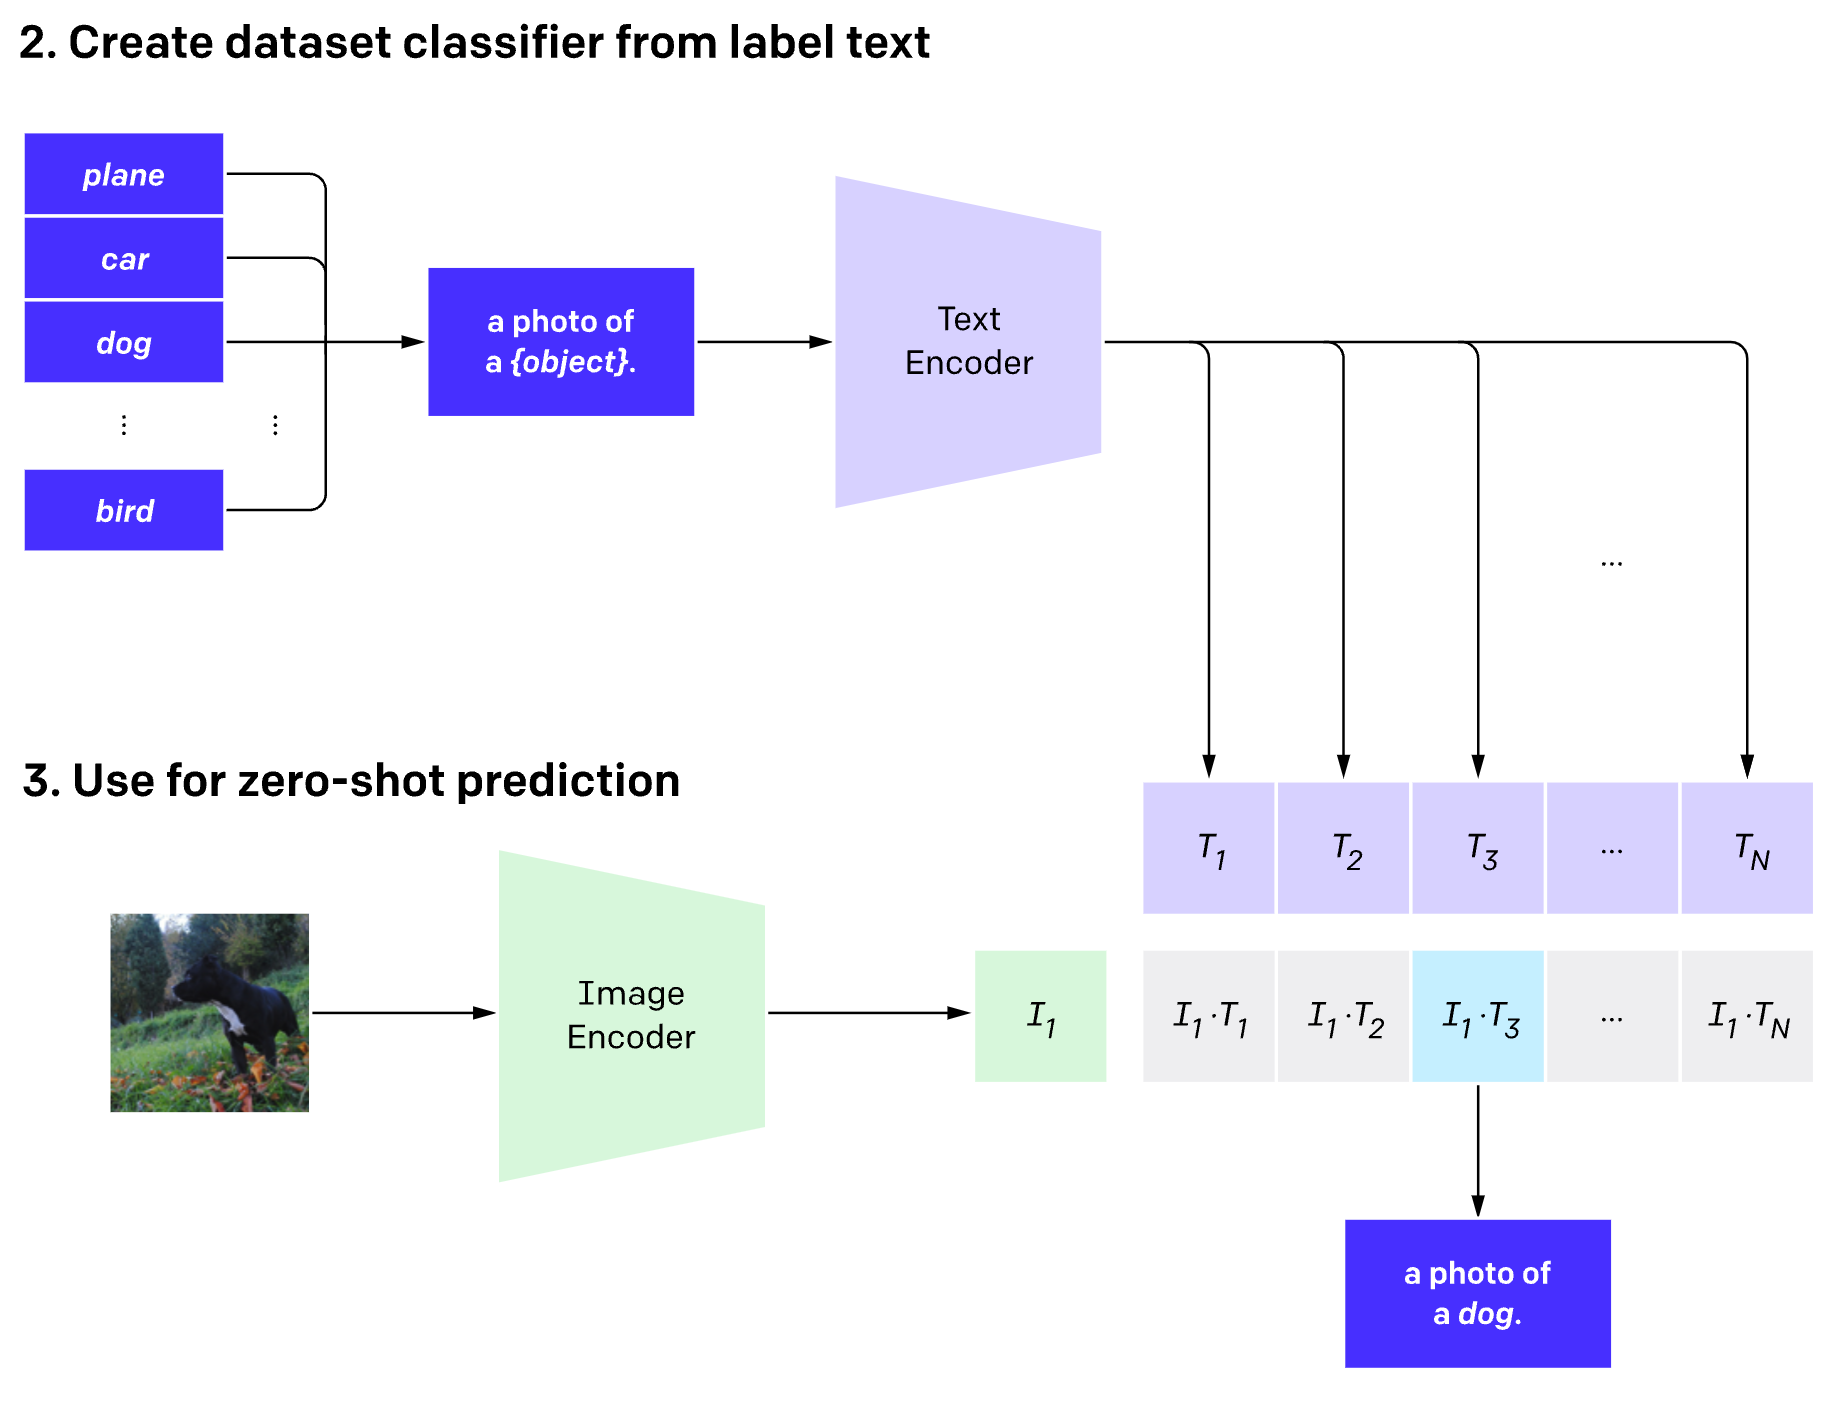 2. Create dataset classifier from label text
plane
car
dog
⋮ ⋮
bird
a photo of
a {object}.
Text
Encoder
...
3. Use for zero-shot prediction
Image
Encoder
T₁ T₂ T₃ ... T_N
I₁ I₁·T₁ I₁·T₂ I₁·T₃ ... I₁·T_N
a photo of
a dog.